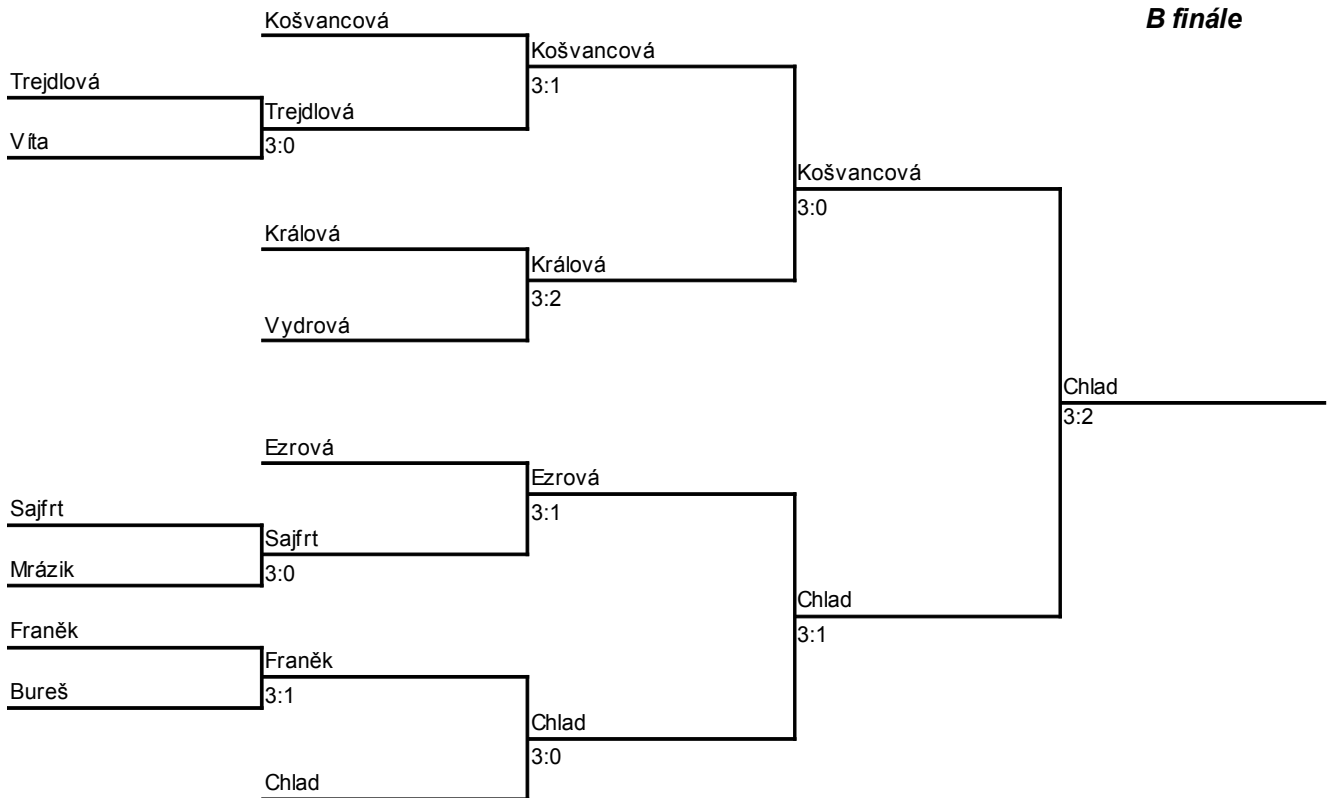 B finále
Košvancová
Košvancová
Trejdlová
3:1
Trejdlová
Víta
3:0
Košvancová
3:0
Králová
Králová
3:2
Vydrová
Chlad
3:2
Ezrová
Ezrová
Sajfrt
3:1
Sajfrt
Mrázik
3:0
Chlad
Franěk
3:1
Franěk
Bureš
3:1
Chlad
3:0
Chlad